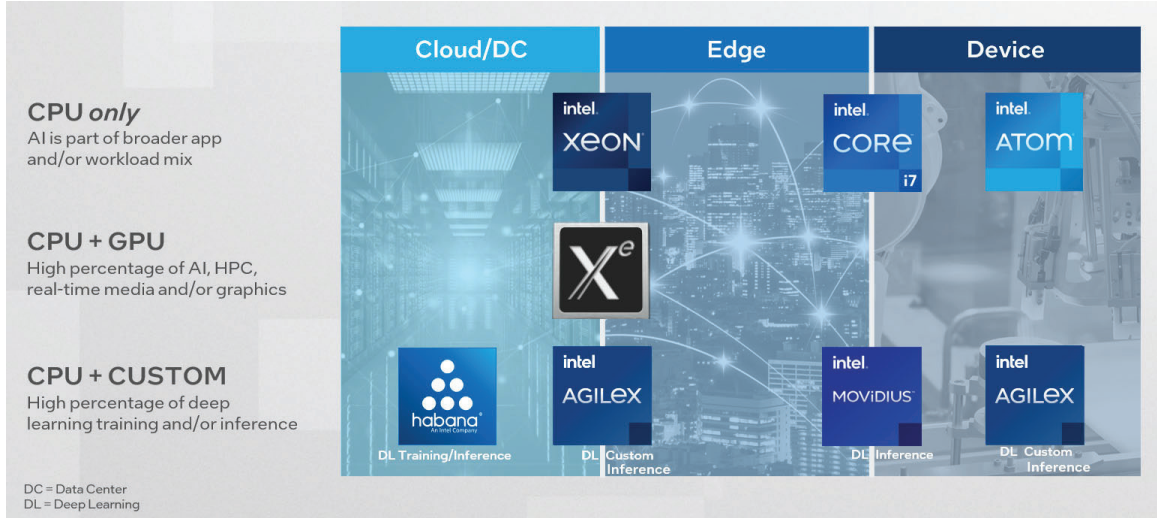 Cloud/DC
Edge
Device
CPU only
AI is part of broader app
and/or workload mix
intel.
XEON
intel.
CORE
i7
intel.
ATOM
CPU + GPU
High percentage of AI, HPC,
real-time media and/or graphics
Xe
CPU + CUSTOM
High percentage of deep
learning training and/or inference
habana
An Intel Company
DL Training/Inference
intel
AGILEX
DL Custom
Inference
intel.
MOVIDIUS
DL Inference
intel
AGILEX
DL Custom
Inference
DC = Data Center
DL = Deep Learning